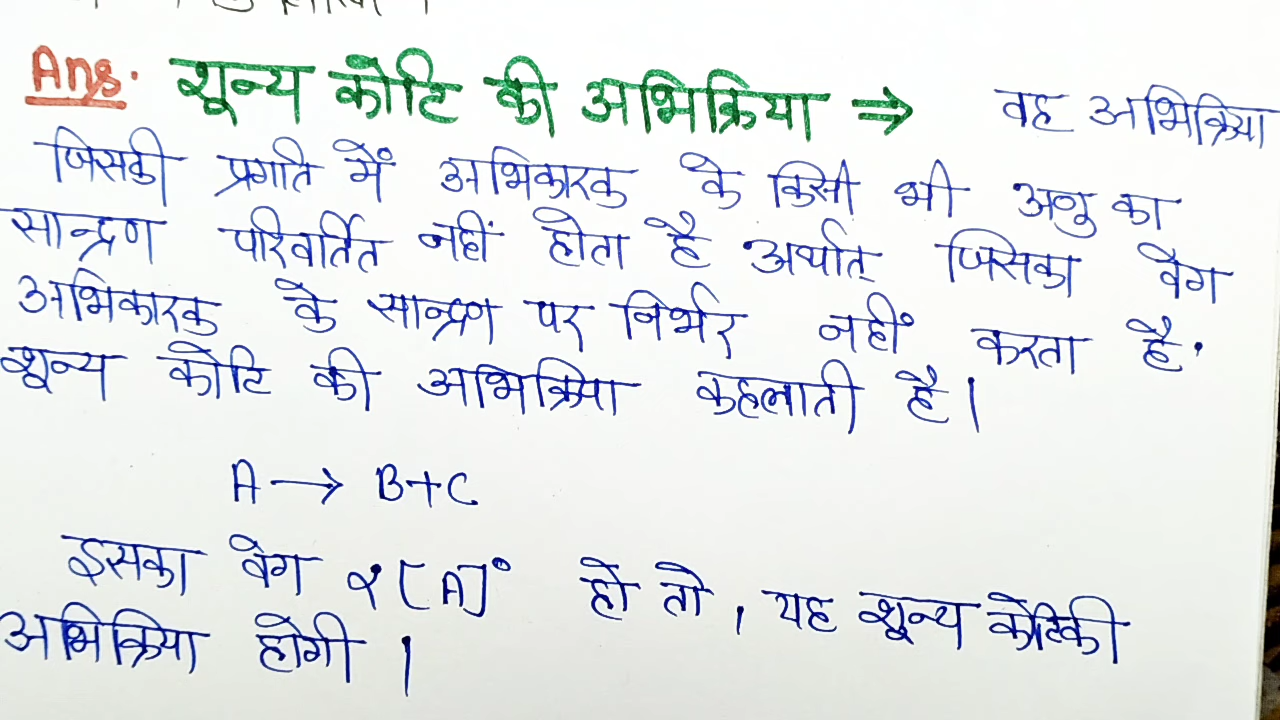 Ans. शून्य कोटि की अभिक्रिया ⇒ वह अभिक्रिया
जिसकी प्रगति में अभिकारक के किसी भी अनु का
सान्द्रण परिवर्तित नहीं होता है अर्थात् जिसका वेग
अभिकारक के सान्द्रण पर निर्भर नहीं करता है.
शून्य कोटि की अभिक्रिया कहलाती है।
A → B+C
इसका वेग ∝ [A]° हो तो, यह शून्य कोटि की
अभिक्रिया होगी।